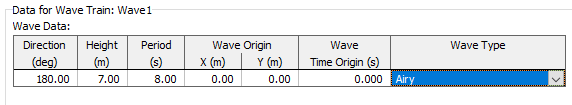 Data for Wave Train: Wave1
Wave Data:
Direction Height Period Wave Origin Wave Wave Type
(deg) (m) (s) X (m) Y (m) Time Origin (s)
180.00 7.00 8.00 0.00 0.00 0.000 Airy